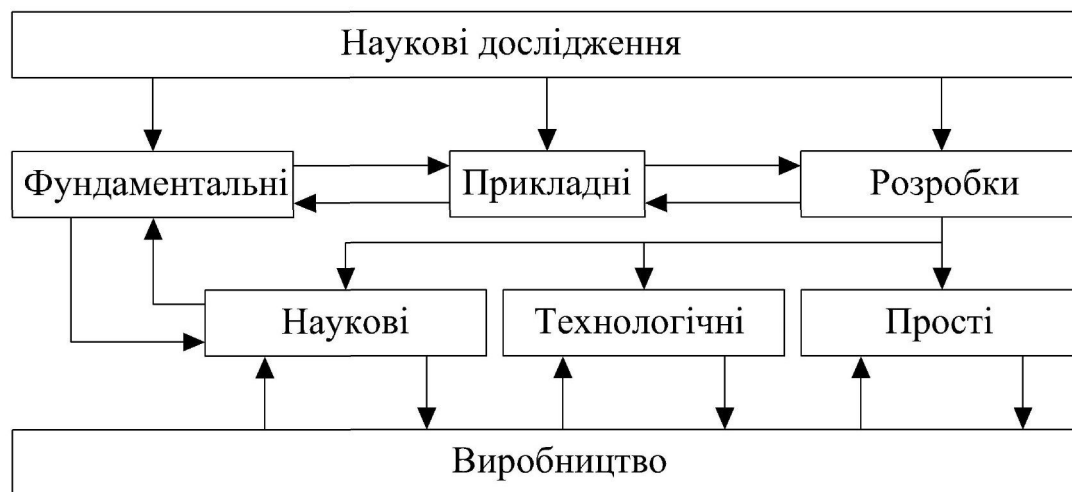 Наукові дослідження
Фундаментальні
Прикладні
Розробки
Наукові
Технологічні
Прості
Виробництво